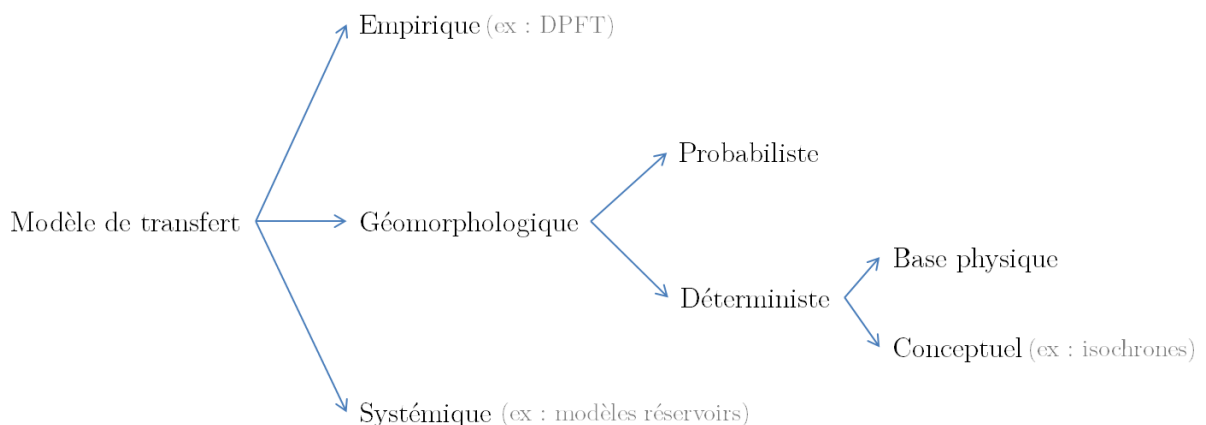 Empirique (ex : DPFT)
Probabiliste
Modèle de transfert
Géomorphologique
Base physique
Déterministe
Conceptuel (ex : isochrones)
Systémique (ex : modèles réservoirs)